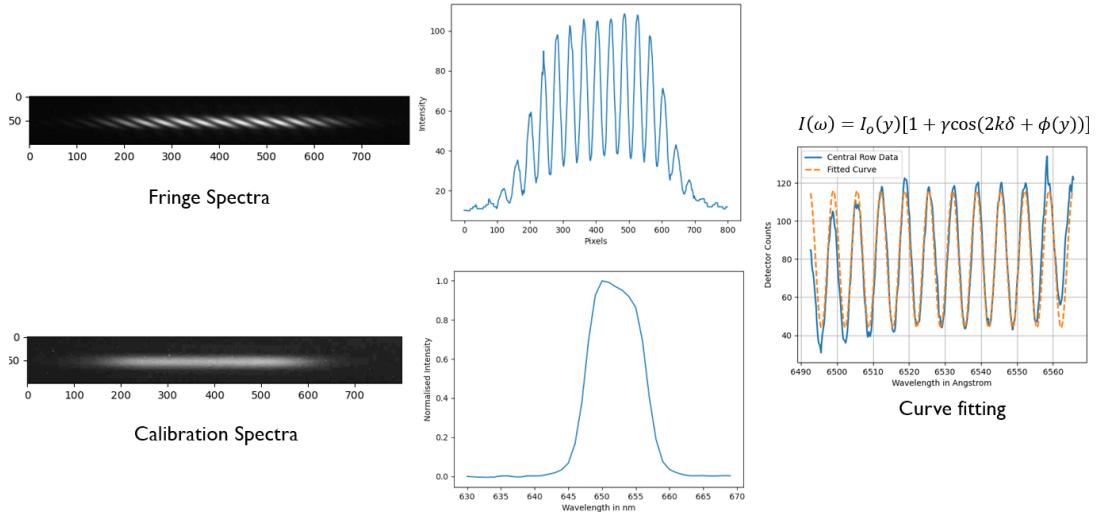 0
50
0 100 200 300 400 500 600 700
Fringe Spectra
100
80
60
40
20
Intensity
0 100 200 300 400 500 600 700 800
Pixels
0
50
0 100 200 300 400 500 600 700
Calibration Spectra
1.0
0.8
0.6
0.4
0.2
0.0
Normalised Intensity
630 635 640 645 650 655 660 665 670
Wavelength in nm
I(ω) = Iₒ(y)[1 + γcos(2kδ + ϕ(y))]
Central Row Data
Fitted Curve
120
100
80
60
40
Detector Counts
6490 6500 6510 6520 6530 6540 6550 6560
Wavelength in Angstrom
Curve fitting